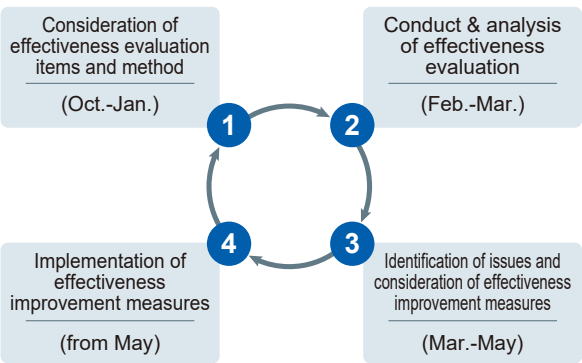 Consideration of
effectiveness evaluation
items and method
(Oct.-Jan.)
1
Conduct & analysis
of effectiveness
evaluation
(Feb.-Mar.)
2
Identification of issues and
consideration of effectiveness
improvement measures
(Mar.-May)
3
Implementation of
effectiveness
improvement measures
(from May)
4